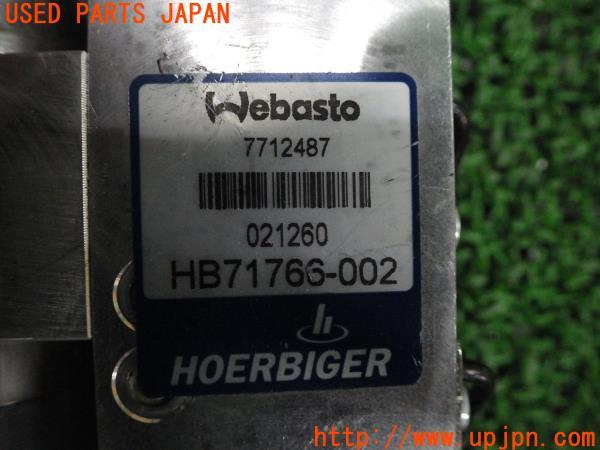 USED PARTS JAPAN
Webasto
7712487
021260
HB71766-002
HOERBIGER
http://www.upjpn.com/